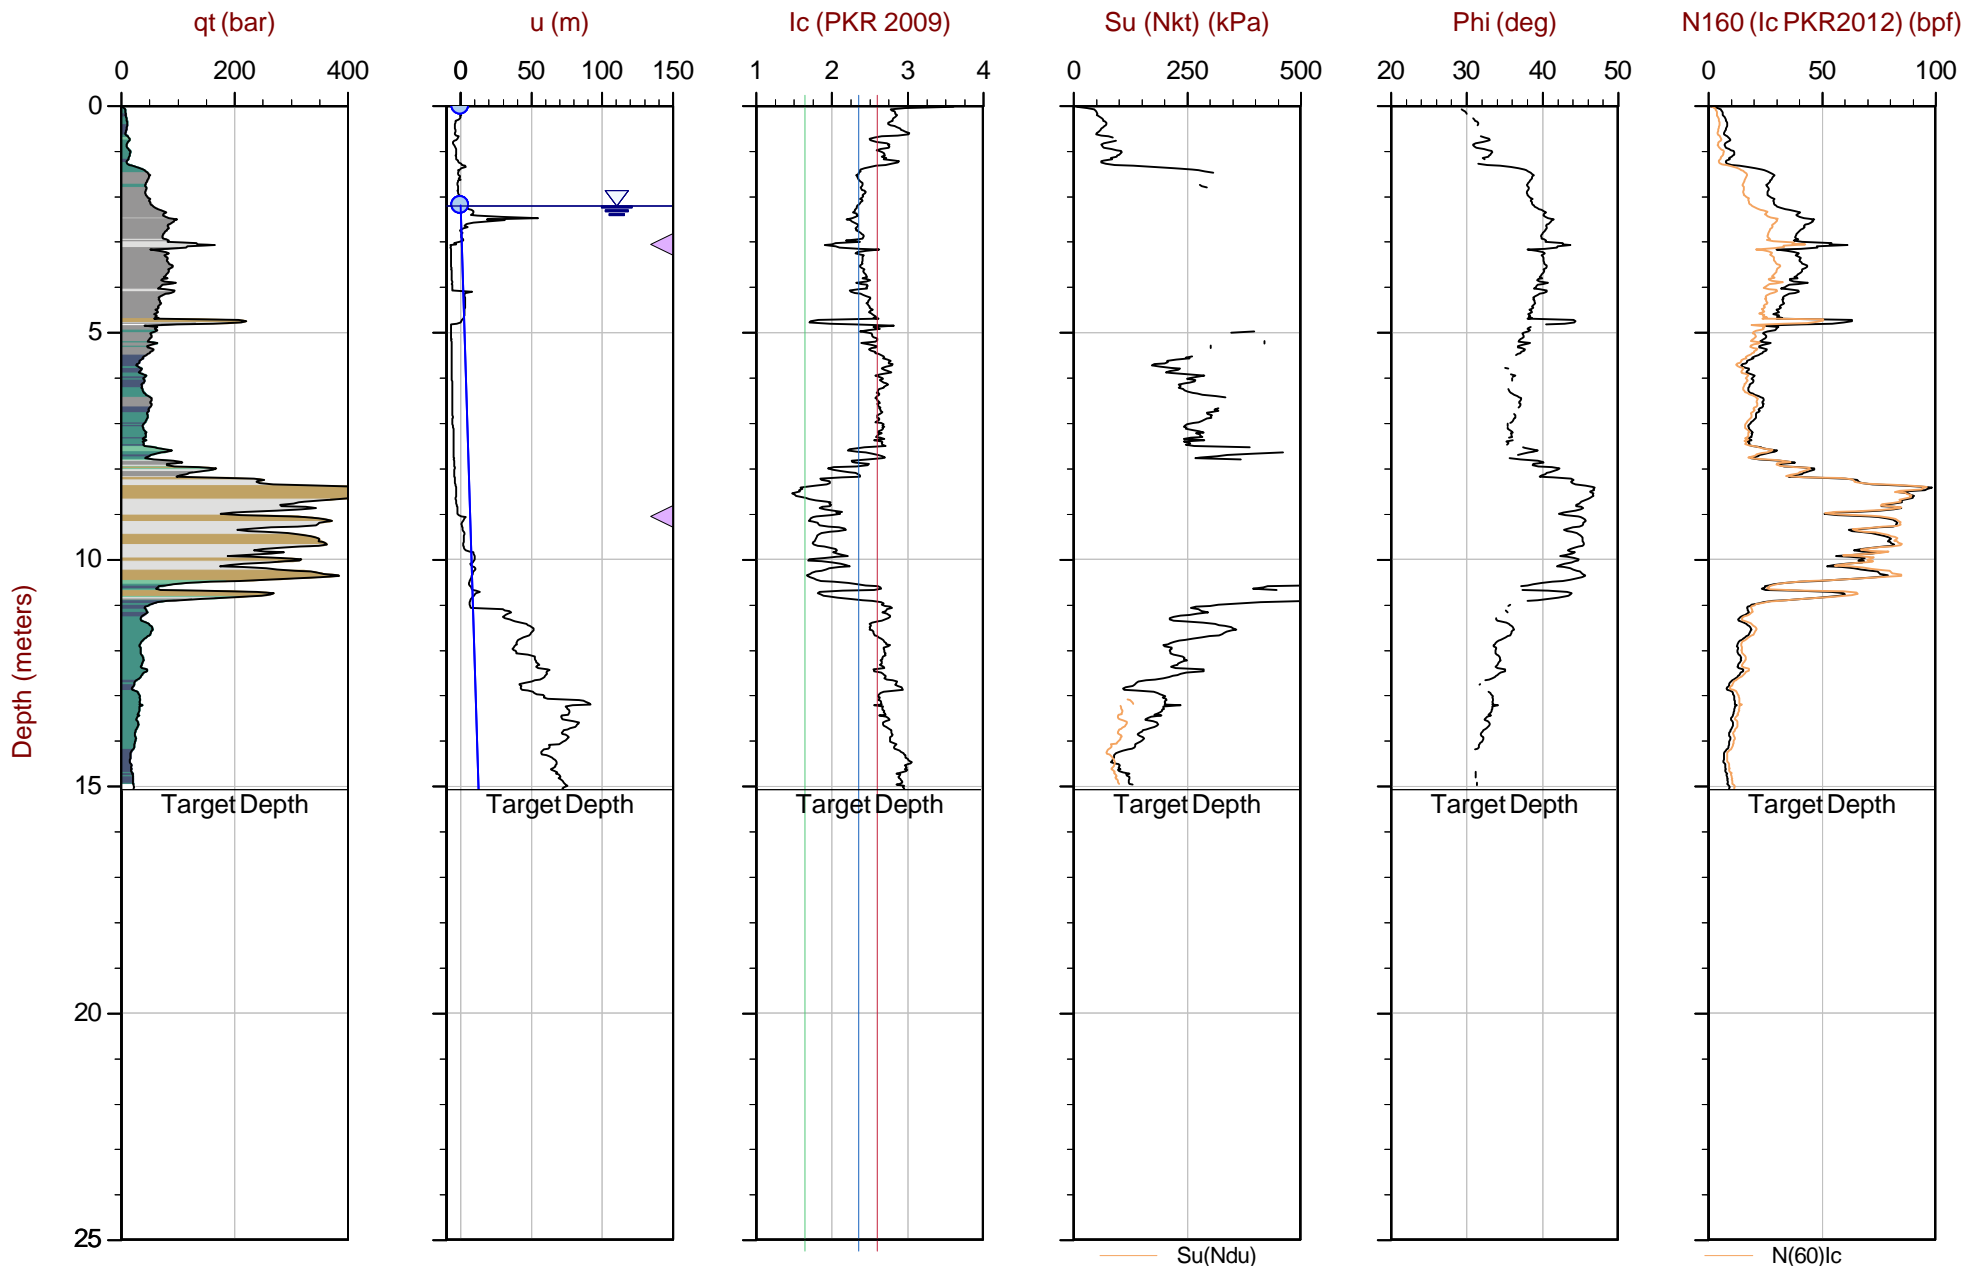 qt (bar) u (m) Ic (PKR 2009) Su (Nkt) (kPa) Phi (deg) N160 (Ic PKR2012) (bpf)
0 200 400 0 50 100 150 1 2 3 4 0 250 500 20 30 40 50 0 50 100
0
5
10
15
20
25
Depth (meters)
Target Depth Target Depth Target Depth Target Depth Target Depth Target Depth
Su(Ndu) N(60)Ic